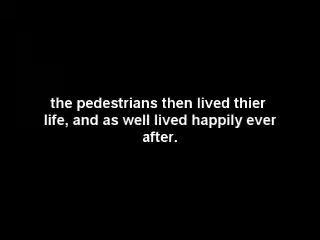 the pedestrians then lived thier
life, and as well lived happily ever
after.